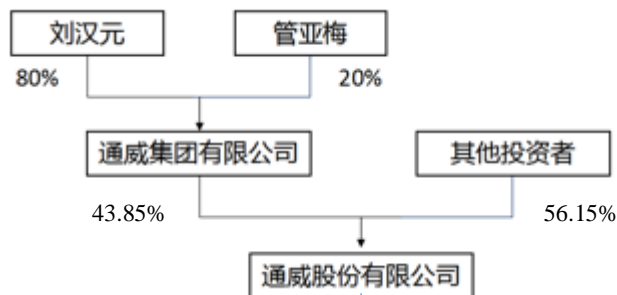 刘汉元 管亚梅
80% 20%
通威集团有限公司 其他投资者
43.85% 56.15%
通威股份有限公司